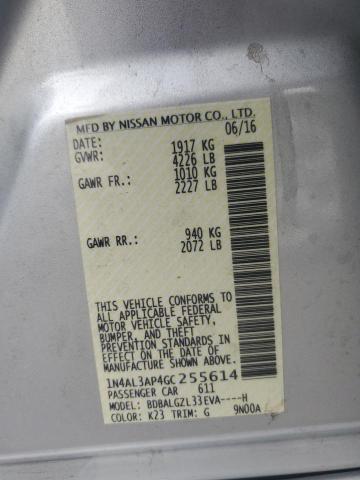 MFD BY NISSAN MOTOR CO., LTD.
DATE: 06/16
GVWR: 1917 KG
4226 LB
GAWR FR.: 1010 KG
2227 LB
GAWR RR.: 940 KG
2072 LB
THIS VEHICLE CONFORMS TO
ALL APPLICABLE FEDERAL
MOTOR VEHICLE SAFETY,
BUMPER, AND THEFT
PREVENTION STANDARDS IN
EFFECT ON THE DATE OF
MANUFACTURE SHOWN ABOVE.
1N4AL3AP4GC255614
PASSENGER CAR 611
MODEL: BDBALGZL33EVA----H
COLOR: K23 TRIM: G 9N00A